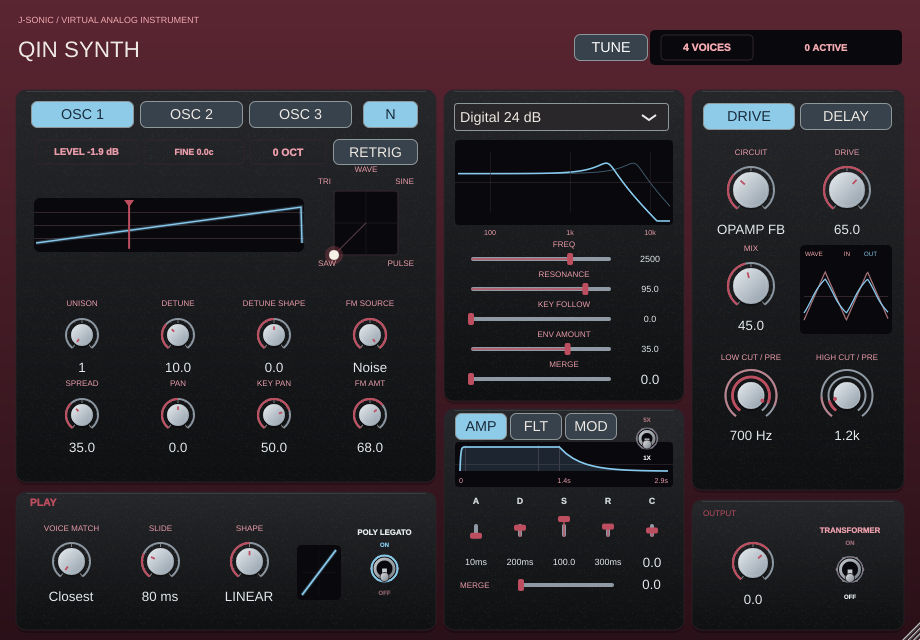 J-SONIC / VIRTUAL ANALOG INSTRUMENT
QIN SYNTH
TUNE
4 VOICES
0 ACTIVE
OSC 1
OSC 2
OSC 3
N
LEVEL -1.9 dB
FINE 0.0c
0 OCT
RETRIG
WAVE
TRI
SINE
SAW
PULSE
UNISON
DETUNE
DETUNE SHAPE
FM SOURCE
1
10.0
0.0
Noise
SPREAD
PAN
KEY PAN
FM AMT
35.0
0.0
50.0
68.0
PLAY
VOICE MATCH
SLIDE
SHAPE
POLY LEGATO
ON
OFF
Closest
80 ms
LINEAR
Digital 24 dB
100
1k
10k
FREQ
2500
RESONANCE
95.0
KEY FOLLOW
0.0
ENV AMOUNT
35.0
MERGE
0.0
AMP
FLT
MOD
5X
1X
0
1.4s
2.9s
A
D
S
R
C
10ms
200ms
100.0
300ms
0.0
MERGE
0.0
DRIVE
DELAY
CIRCUIT
DRIVE
OPAMP FB
65.0
MIX
45.0
WAVE
IN
OUT
LOW CUT / PRE
HIGH CUT / PRE
700 Hz
1.2k
OUTPUT
TRANSFORMER
ON
OFF
0.0